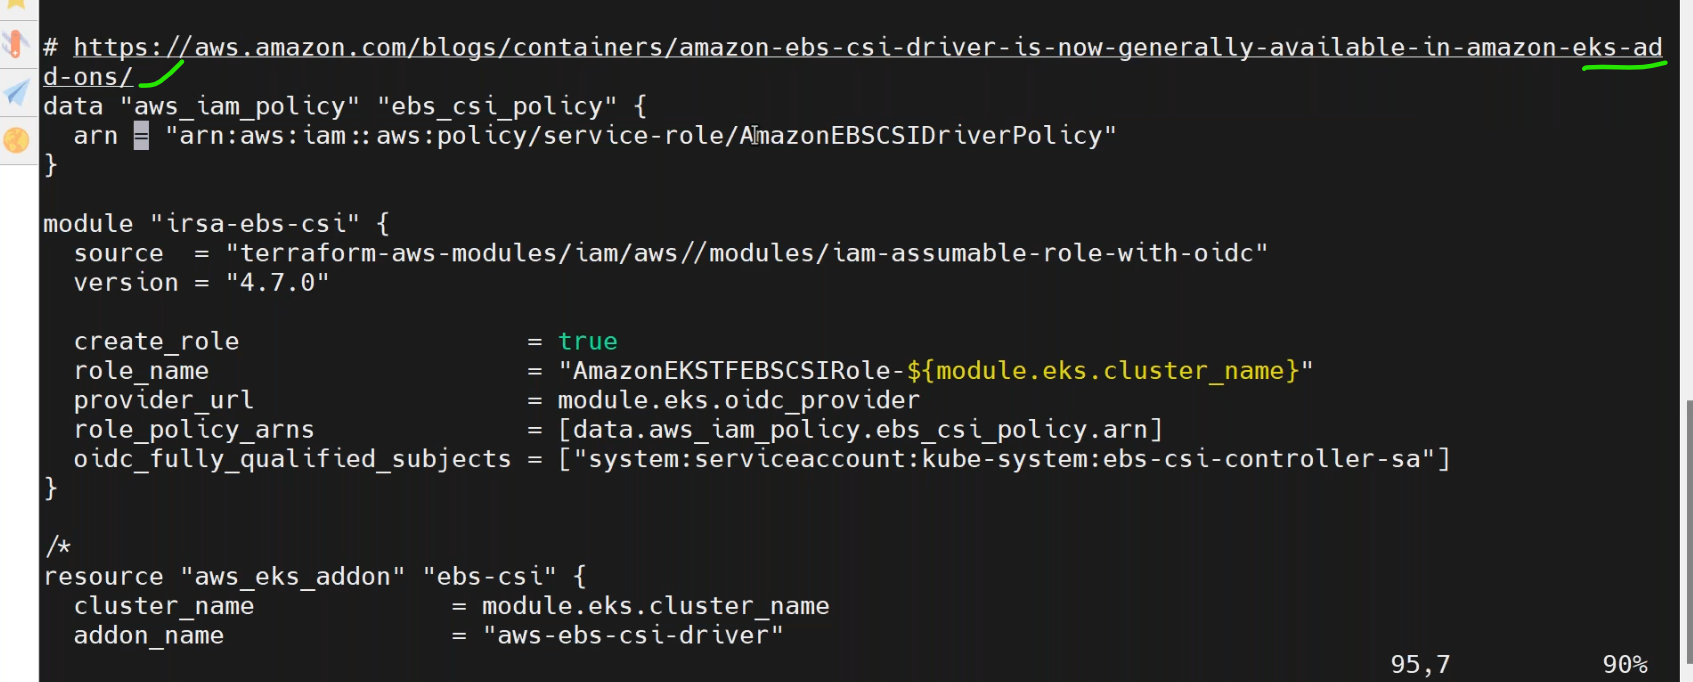 # https://aws.amazon.com/blogs/containers/amazon-ebs-csi-driver-is-now-generally-available-in-amazon-eks-ad
d-ons/
data "aws_iam_policy" "ebs_csi_policy" {
  arn = "arn:aws:iam::aws:policy/service-role/AmazonEBSCSIDriverPolicy"
}

module "irsa-ebs-csi" {
  source  = "terraform-aws-modules/iam/aws//modules/iam-assumable-role-with-oidc"
  version = "4.7.0"

  create_role                   = true
  role_name                     = "AmazonEKSTFEBSCSIRole-${module.eks.cluster_name}"
  provider_url                  = module.eks.oidc_provider
  role_policy_arns              = [data.aws_iam_policy.ebs_csi_policy.arn]
  oidc_fully_qualified_subjects = ["system:serviceaccount:kube-system:ebs-csi-controller-sa"]
}

/*
resource "aws_eks_addon" "ebs-csi" {
  cluster_name             = module.eks.cluster_name
  addon_name               = "aws-ebs-csi-driver"
95,7 90%